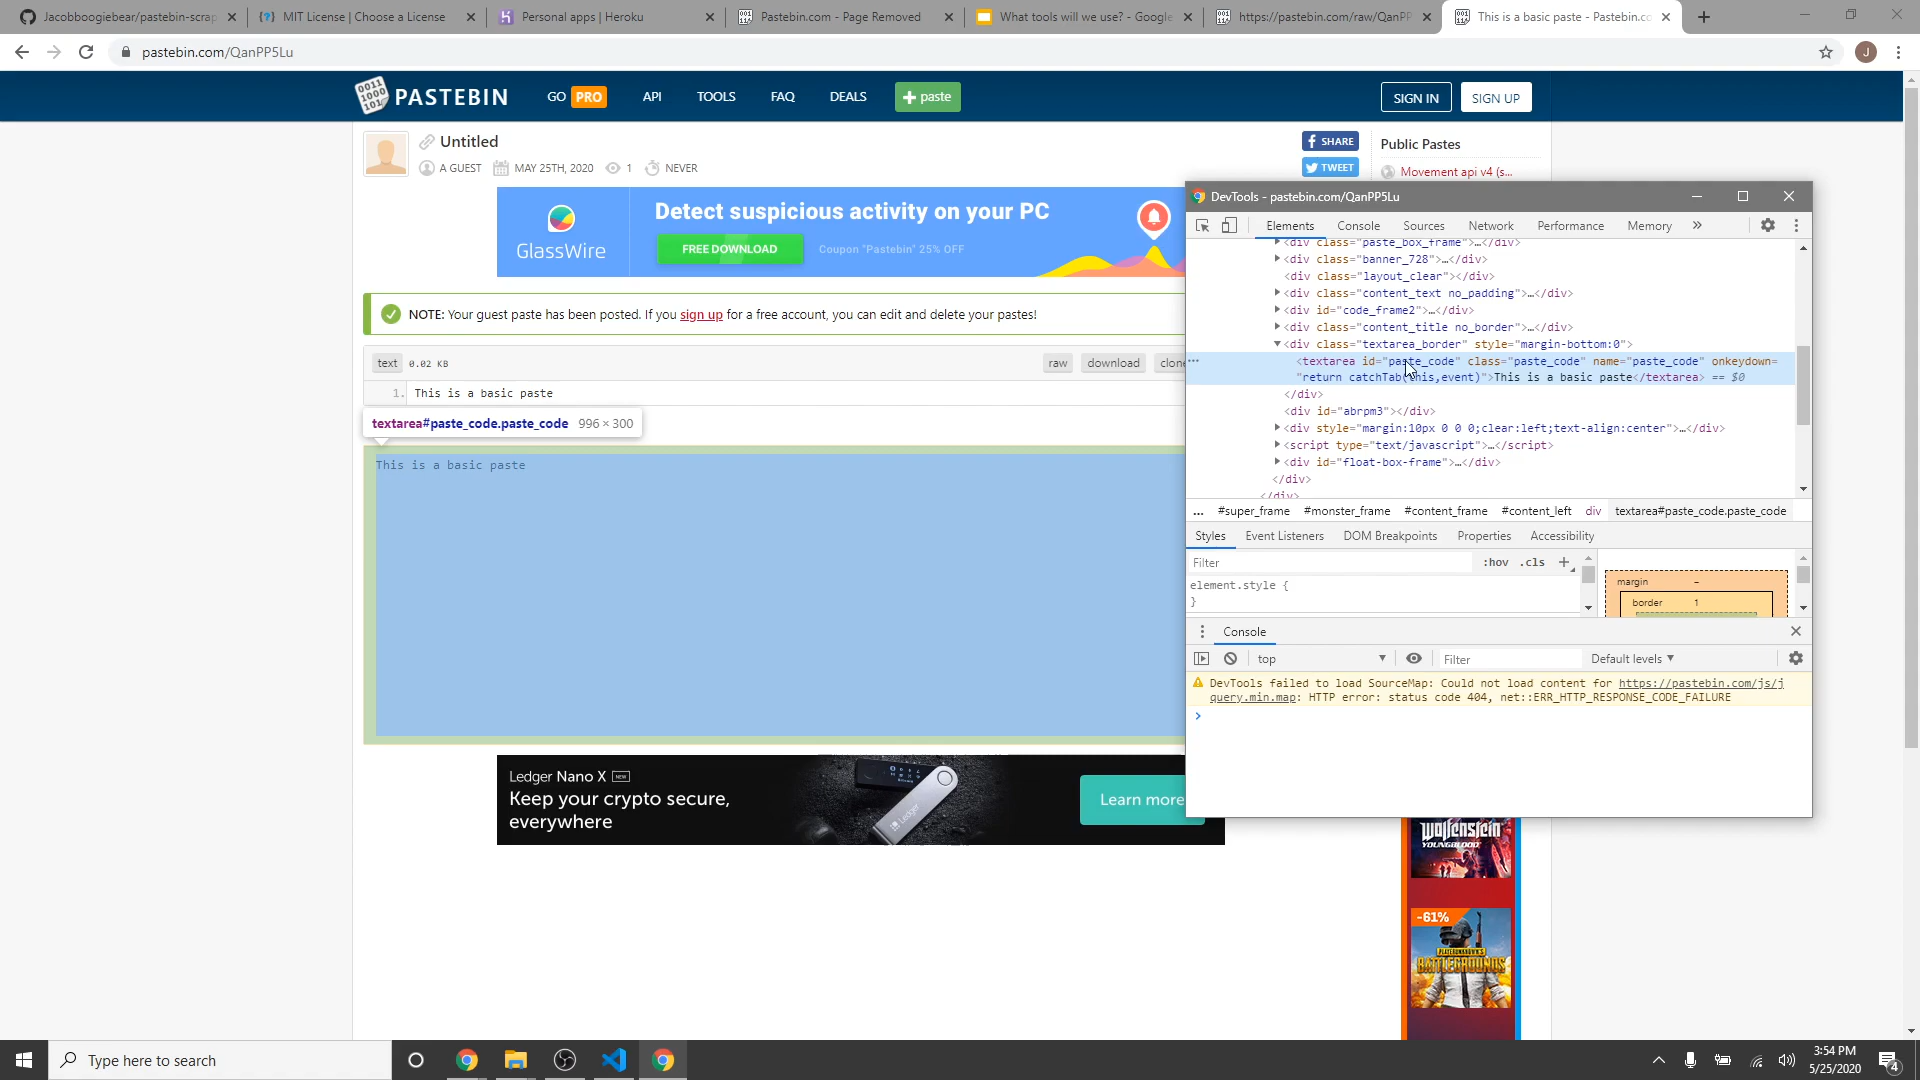 Jacobboogiebear/pastebin-scrap
MIT License | Choose a License
Personal apps | Heroku
Pastebin.com - Page Removed
What tools will we use? - Google
https://pastebin.com/raw/QanPP
This is a basic paste - Pastebin.co
pastebin.com/QanPP5Lu
J
PASTEBIN
GO PRO
API
TOOLS
FAQ
DEALS
paste
SIGN IN
SIGN UP
Untitled
A GUEST
MAY 25TH, 2020
1
NEVER
SHARE
TWEET
Public Pastes
Movement api v4 (s...
GlassWire
Detect suspicious activity on your PC
FREE DOWNLOAD
Coupon "Pastebin" 25% OFF
NOTE: Your guest paste has been posted. If you sign up for a free account, you can edit and delete your pastes!
text 0.02 KB
raw
download
clone
1. This is a basic paste
textarea#paste_code.paste_code 996 × 300
This is a basic paste
Ledger Nano X NEW
Keep your crypto secure,
everywhere
Learn more
DevTools - pastebin.com/QanPP5Lu
Elements
Console
Sources
Network
Performance
Memory
»
<div class="paste_box_frame">…</div>
<div class="banner_728">…</div>
<div class="layout_clear"></div>
<div class="content_text no_padding">…</div>
<div id="code_frame2">…</div>
<div class="content_title no_border">…</div>
<div class="textarea_border" style="margin-bottom:0">
<textarea id="paste_code" class="paste_code" name="paste_code" onkeydown=
"return catchTab(this,event)">This is a basic paste</textarea> == $0
</div>
<div id="abrpm3"></div>
<div style="margin:10px 0 0 0;clear:left;text-align:center">…</div>
<script type="text/javascript">…</script>
<div id="float-box-frame">…</div>
</div>
</div>
... #super_frame #monster_frame #content_frame #content_left div textarea#paste_code.paste_code
Styles
Event Listeners
DOM Breakpoints
Properties
Accessibility
Filter
:hov .cls +
element.style {
}
margin –
border 1
Console
top
Filter
Default levels
DevTools failed to load SourceMap: Could not load content for https://pastebin.com/js/j
query.min.map: HTTP error: status code 404, net::ERR_HTTP_RESPONSE_CODE_FAILURE
Wolfenstein
YOUNGBLOOD
-61%
PLAYERUNKNOWN'S
BATTLEGROUNDS
Type here to search
3:54 PM
5/25/2020
4